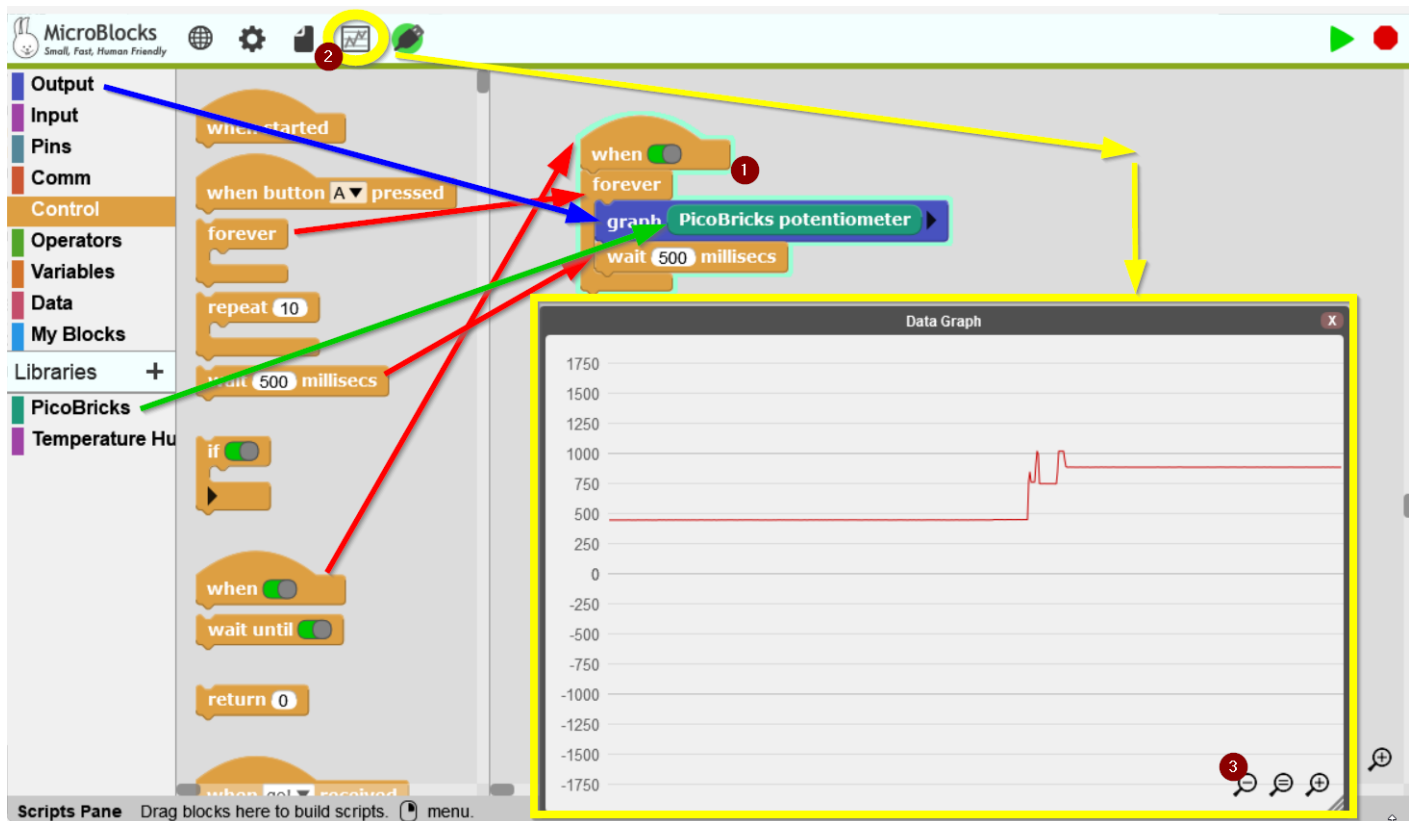 MicroBlocks
Small, Fast, Human Friendly
2
Output
Input
Pins
Comm
Control
Operators
Variables
Data
My Blocks
Libraries +
PicoBricks
Temperature Hu
when started
when button A pressed
forever
repeat 10
wait 500 millisecs
if
when
wait until
return 0
when go! received
when
1
forever
graph PicoBricks potentiometer
wait 500 millisecs
Data Graph
X
1750
1500
1250
1000
750
500
250
0
-250
-500
-750
-1000
-1250
-1500
-1750
3
Scripts Pane Drag blocks here to build scripts. menu.